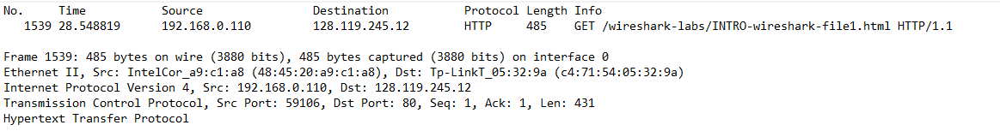 No. Time Source Destination Protocol Length Info
1539 28.548819 192.168.0.110 128.119.245.12 HTTP 485 GET /wireshark-labs/INTRO-wireshark-file1.html HTTP/1.1
Frame 1539: 485 bytes on wire (3880 bits), 485 bytes captured (3880 bits) on interface 0
Ethernet II, Src: IntelCor_a9:c1:a8 (48:45:20:a9:c1:a8), Dst: Tp-LinkT_05:32:9a (c4:71:54:05:32:9a)
Internet Protocol Version 4, Src: 192.168.0.110, Dst: 128.119.245.12
Transmission Control Protocol, Src Port: 59106, Dst Port: 80, Seq: 1, Ack: 1, Len: 431
Hypertext Transfer Protocol